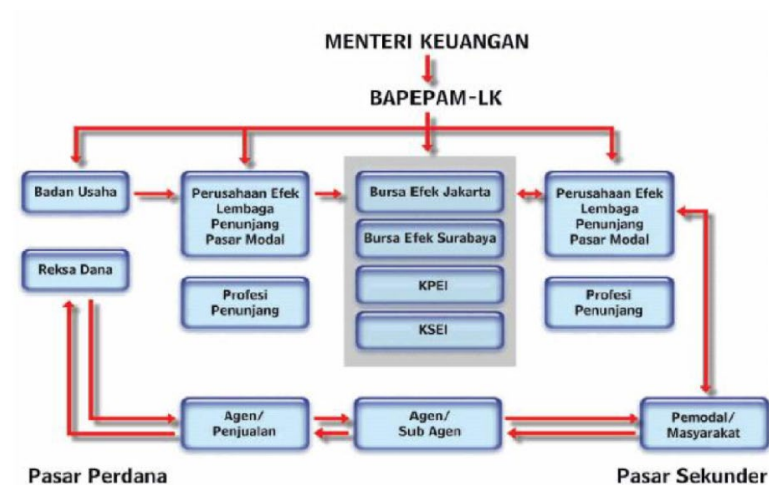 MENTERI KEUANGAN
BAPEPAM-LK
Badan Usaha
Perusahaan Efek
Lembaga
Penunjang
Pasar Modal
Bursa Efek Jakarta
Perusahaan Efek
Lembaga
Penunjang
Pasar Modal
Bursa Efek Surabaya
Reksa Dana
Profesi
Penunjang
KPEI
Profesi
Penunjang
KSEI
Agen/
Penjualan
Agen/
Sub Agen
Pemodal/
Masyarakat
Pasar Perdana
Pasar Sekunder